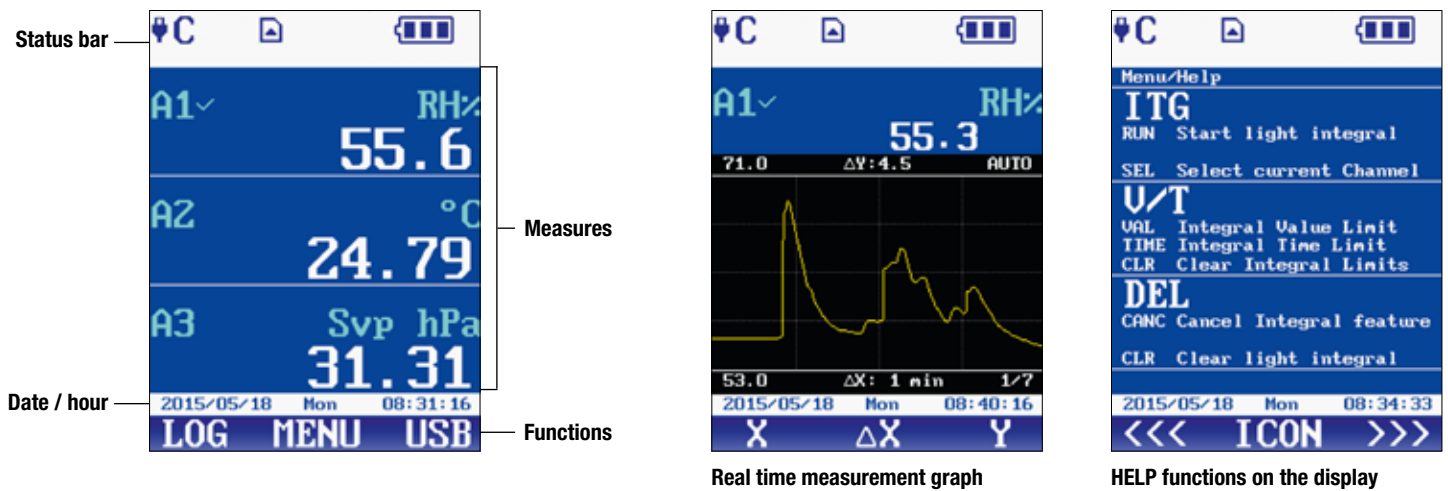 Status bar
C
A1✓ RH%
55.6
A2 °C
24.79
A3 Svp hPa
31.31
Measures
Date / hour
2015/05/18 Mon 08:31:16
LOG MENU USB
Functions
C
A1✓ RH%
55.3
71.0 ΔY:4.5 AUTO
53.0 ΔX: 1 min 1/7
2015/05/18 Mon 08:40:16
X ΔX Y
Real time measurement graph
C
Menu/Help
ITG
RUN Start light integral
SEL Select current Channel
V/T
VAL Integral Value Limit
TIME Integral Time Limit
CLR Clear Integral Limits
DEL
CANC Cancel Integral feature
CLR Clear light integral
2015/05/18 Mon 08:34:33
<<< ICON >>>
HELP functions on the display